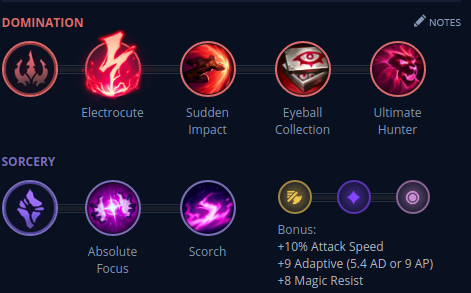 DOMINATION
NOTES
Electrocute
Sudden
Impact
Eyeball
Collection
Ultimate
Hunter
SORCERY
Absolute
Focus
Scorch
Bonus:
+10% Attack Speed
+9 Adaptive (5.4 AD or 9 AP)
+8 Magic Resist